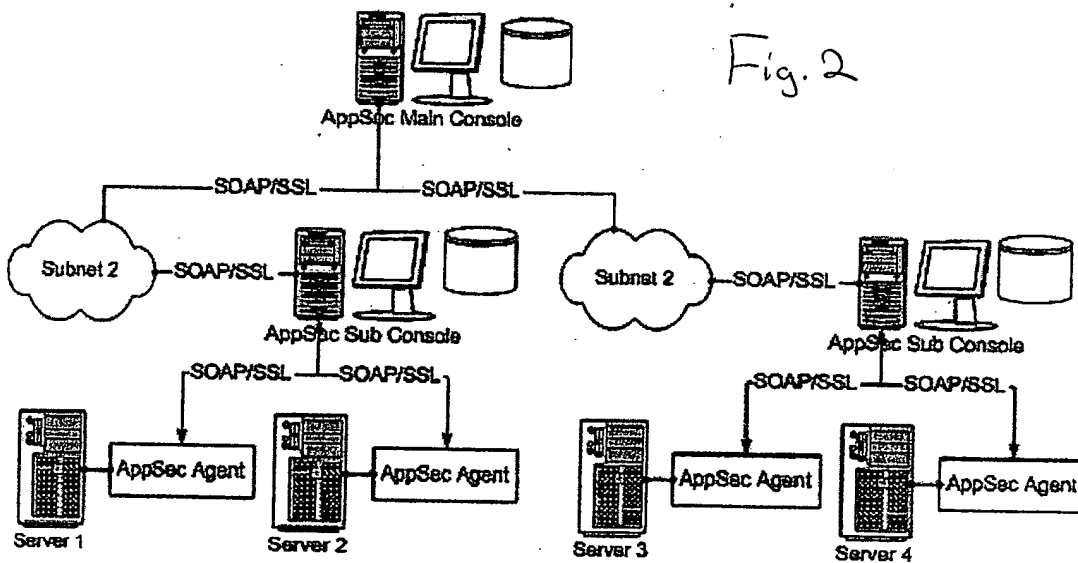 Fig. 2
AppSec Main Console
SOAP/SSL
SOAP/SSL
Subnet 2
SOAP/SSL
AppSec Sub Console
Subnet 2
SOAP/SSL
AppSec Sub Console
SOAP/SSL
SOAP/SSL
SOAP/SSL
SOAP/SSL
AppSec Agent
Server 1
AppSec Agent
Server 2
AppSec Agent
Server 3
AppSec Agent
Server 4